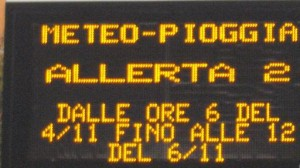 METEO-PIOGGIA
ALLERTA 2
DALLE ORE 6 DEL
4/11 FINO ALLE 12
DEL 6/11